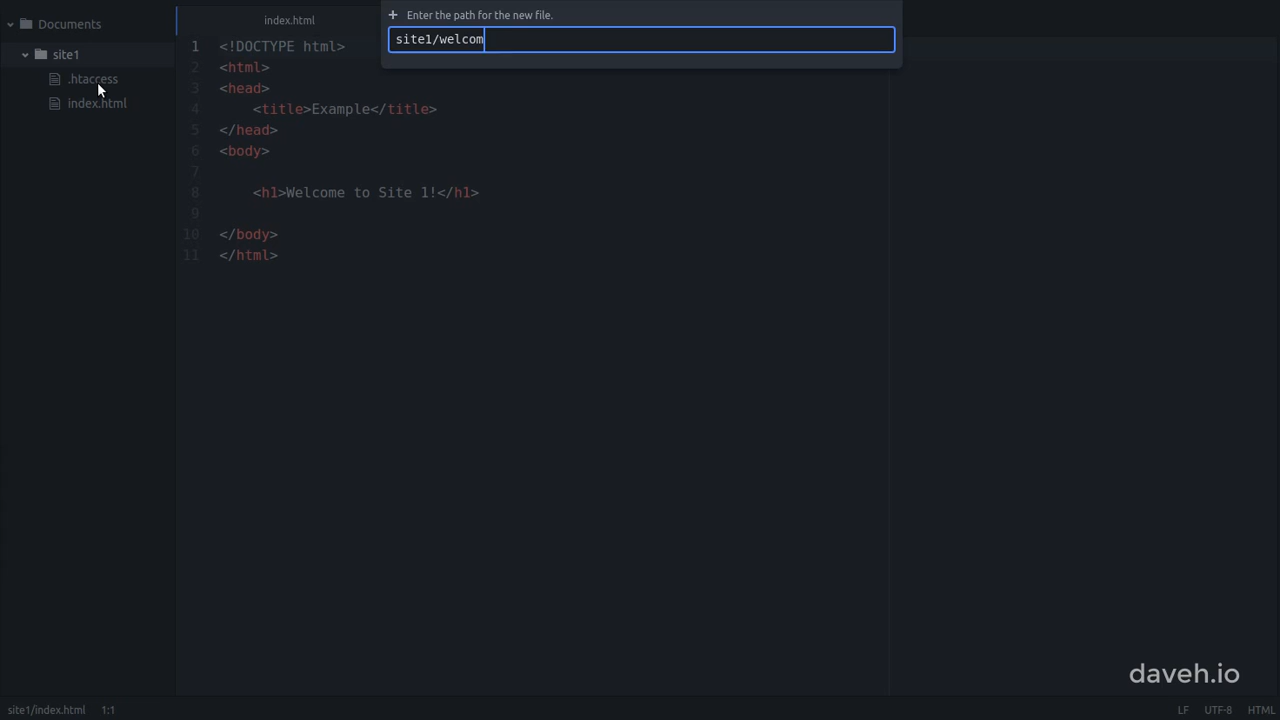 Documents
site1
.htaccess
index.html
index.html
+ Enter the path for the new file.
site1/welcom
1 <!DOCTYPE html>
2 <html>
3 <head>
4     <title>Example</title>
5 </head>
6 <body>
7
8     <h1>Welcome to Site 1!</h1>
9
10 </body>
11 </html>
daveh.io
site1/index.html 1:1 LF UTF-8 HTML